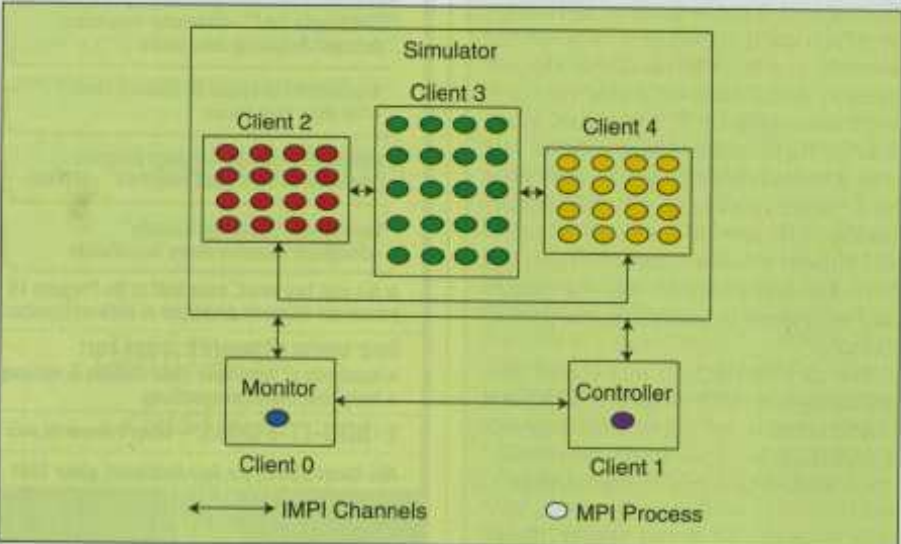 Simulator
Client 3
Client 2
Client 4
Monitor
Controller
Client 0
Client 1
IMPI Channels
MPI Process